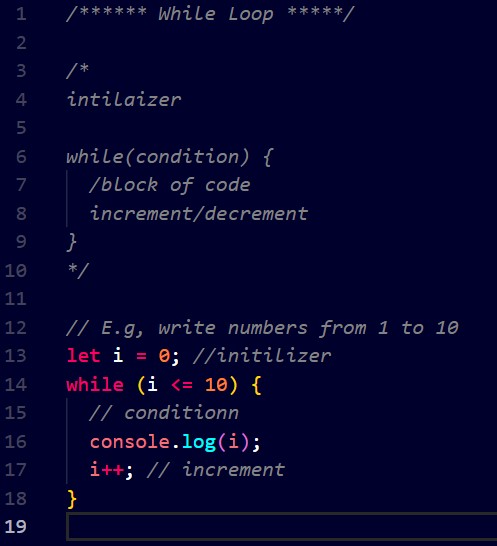 1 /****** While Loop *****/
2
3 /*
4 intilaizer
5
6 while(condition) {
7 /block of code
8 increment/decrement
9 }
10 */
11
12 // E.g, write numbers from 1 to 10
13 let i = 0; //initilizer
14 while (i <= 10) {
15 // conditionn
16 console.log(i);
17 i++; // increment
18 }
19